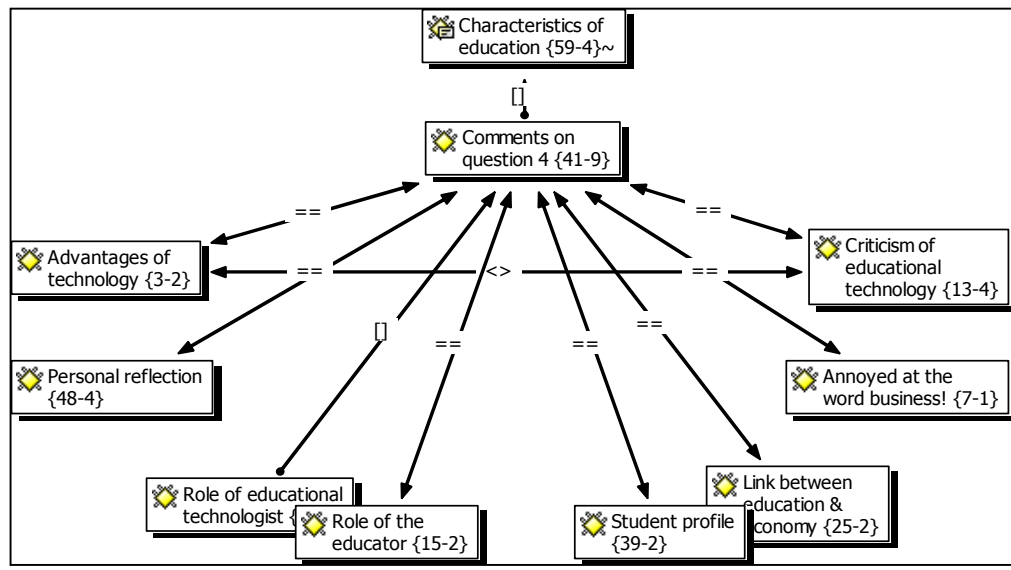 Characteristics of
education {59-4}~
[]
Comments on
question 4 {41-9}
==
==
Advantages of
technology {3-2}
==
<>
==
Criticism of
educational
technology {13-4}
[]
==
==
==
Personal reflection
{48-4}
Annoyed at the
word business! {7-1}
Role of educational
technologist {
Role of the
educator {15-2}
Student profile
{39-2}
Link between
education &
economy {25-2}